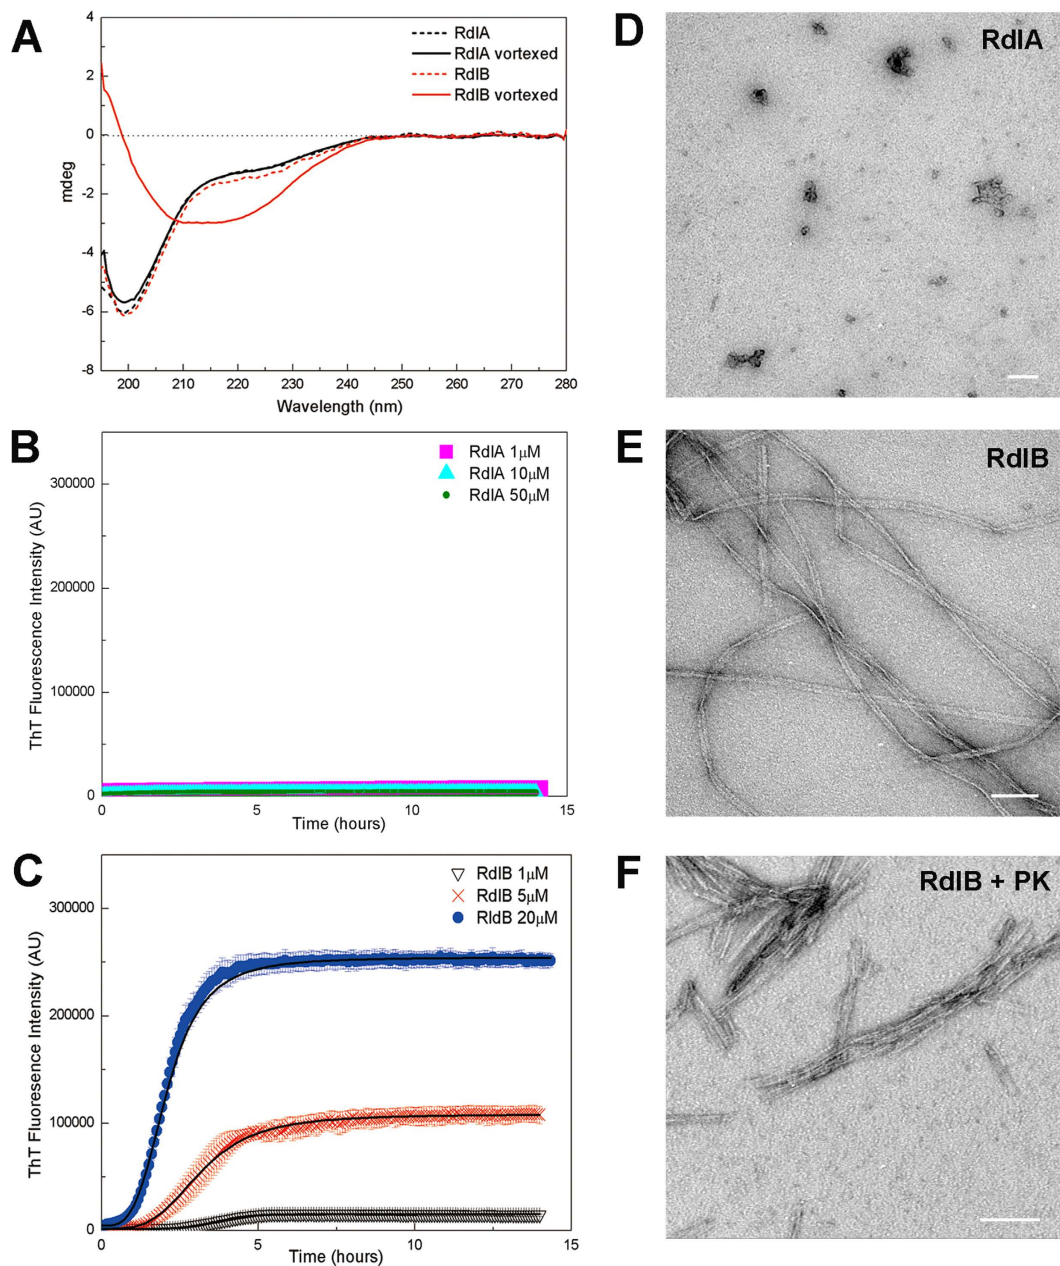 A
4
2
0
-2
-4
-6
-8
mdeg
RdlA
RdlA vortexed
RdlB
RdlB vortexed
200
210
220
230
240
250
260
270
280
Wavelength (nm)
B
300000
200000
100000
0
ThT Fluorescence Intensity (AU)
RdlA 1μM
RdlA 10μM
RdlA 50μM
0
5
10
15
Time (hours)
C
300000
200000
100000
0
ThT Fluoresence Intensity (AU)
RdlB 1μM
RdlB 5μM
RldB 20μM
0
5
10
15
Time (hours)
D
RdlA
E
RdlB
F
RdlB + PK